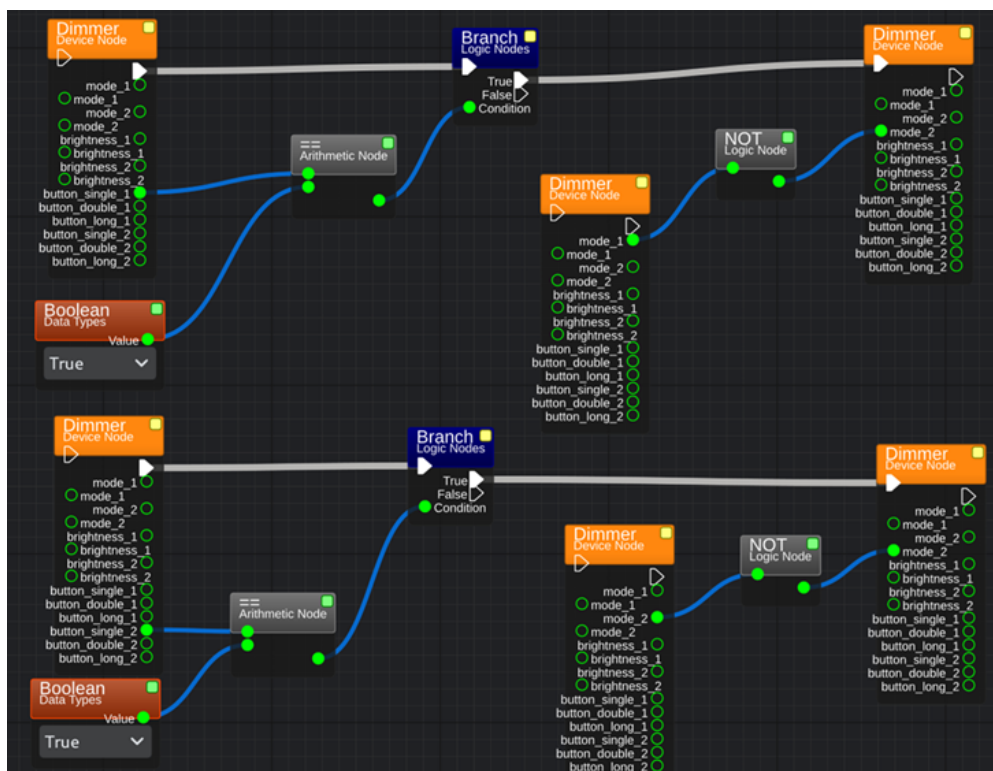 Dimmer
Device Node
mode_1
mode_1
mode_2
mode_2
brightness_1
brightness_1
brightness_2
brightness_2
button_single_1
button_double_1
button_long_1
button_single_2
button_double_2
button_long_2
Boolean
Data Types
Value
True
==
Arithmetic Node
Branch
Logic Nodes
True
False
Condition
Dimmer
Device Node
mode_1
mode_1
mode_2
mode_2
brightness_1
brightness_1
brightness_2
brightness_2
button_single_1
button_double_1
button_long_1
button_single_2
button_double_2
button_long_2
NOT
Logic Node
Dimmer
Device Node
mode_1
mode_1
mode_2
mode_2
brightness_1
brightness_1
brightness_2
brightness_2
button_single_1
button_double_1
button_long_1
button_single_2
button_double_2
button_long_2
Dimmer
Device Node
mode_1
mode_1
mode_2
mode_2
brightness_1
brightness_1
brightness_2
brightness_2
button_single_1
button_double_1
button_long_1
button_single_2
button_double_2
button_long_2
Boolean
Data Types
Value
True
==
Arithmetic Node
Branch
Logic Nodes
True
False
Condition
Dimmer
Device Node
mode_1
mode_1
mode_2
mode_2
brightness_1
brightness_1
brightness_2
brightness_2
button_single_1
button_double_1
button_long_1
button_single_2
button_double_2
button_long_2
NOT
Logic Node
Dimmer
Device Node
mode_1
mode_1
mode_2
mode_2
brightness_1
brightness_1
brightness_2
brightness_2
button_single_1
button_double_1
button_long_1
button_single_2
button_double_2
button_long_2